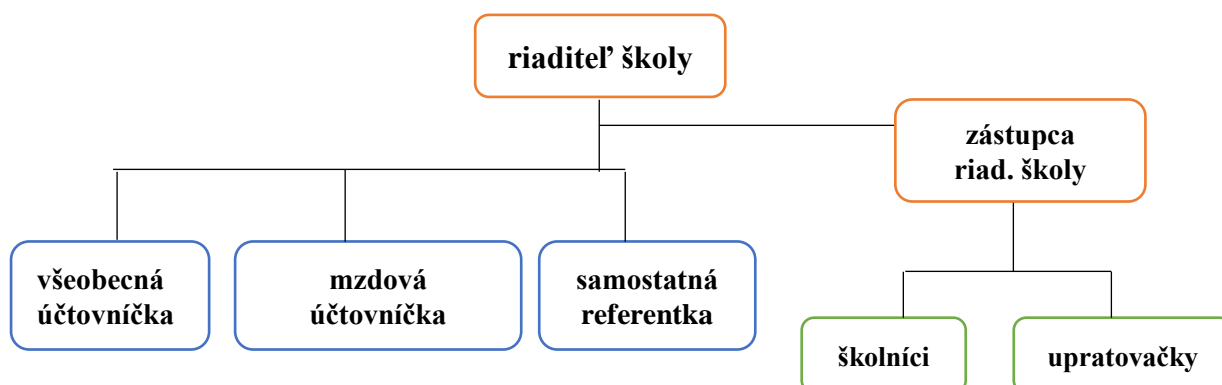 riaditeľ školy
zástupca
riad. školy
všeobecná
účtovníčka
mzdová
účtovníčka
samostatná
referentka
školníci
upratovačky